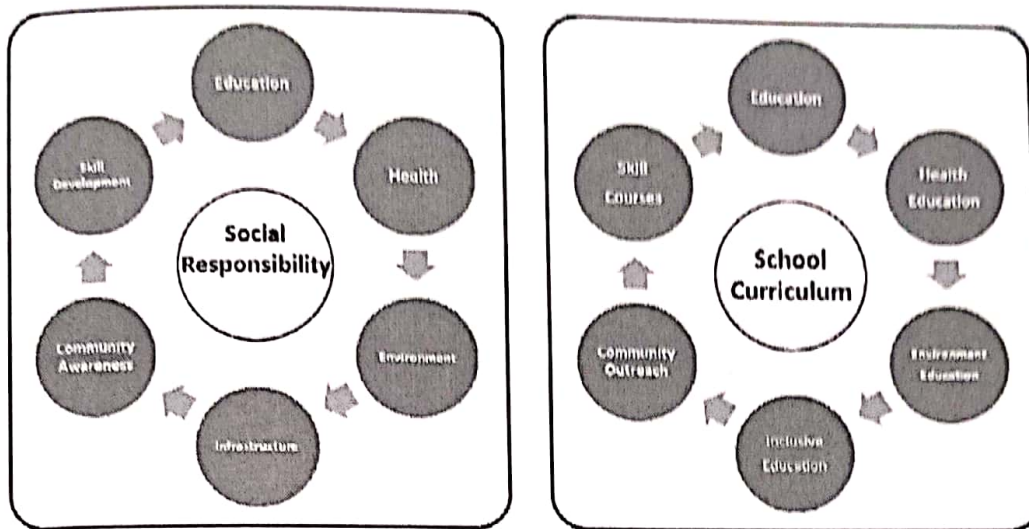 Education
Health
Environment
Infrastructure
Community
Awareness
Skill
Development
Social
Responsibility
Education
Health
Education
Environment
Education
Inclusive
Education
Community
Outreach
Skill
Courses
School
Curriculum